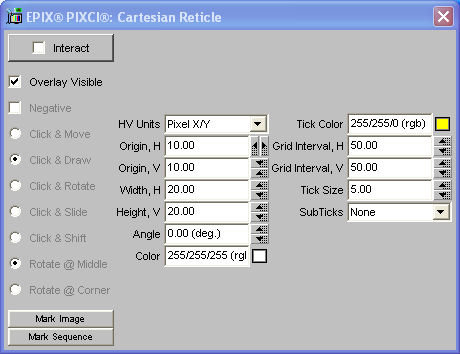 EPIX® PIXCI®: Cartesian Reticle
Interact
Overlay Visible
Negative
Click & Move
Click & Draw
Click & Rotate
Click & Slide
Click & Shift
Rotate @ Middle
Rotate @ Corner
Mark Image
Mark Sequence
HV Units Pixel X/Y
Origin, H 10.00
Origin, V 10.00
Width, H 20.00
Height, V 20.00
Angle 0.00 (deg.)
Color 255/255/255 (rgl
Tick Color 255/255/0 (rgb)
Grid Interval, H 50.00
Grid Interval, V 50.00
Tick Size 5.00
SubTicks None